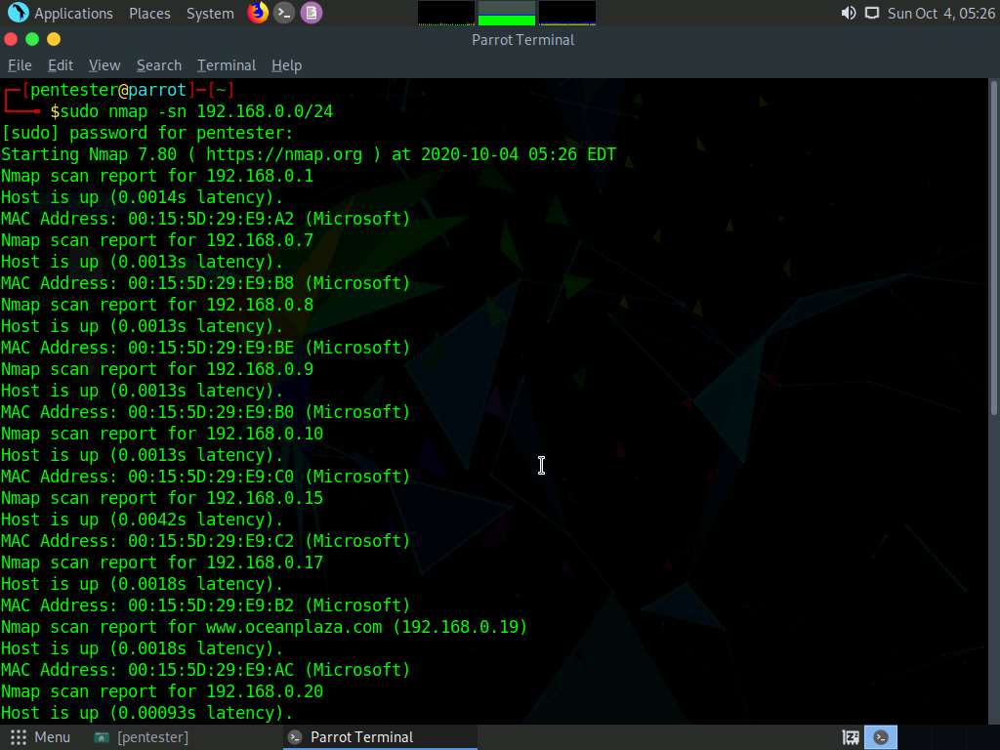 Applications Places System Sun Oct 4, 05:26
Parrot Terminal
File Edit View Search Terminal Help
┌─[pentester@parrot]─[~]
└──╼ $sudo nmap -sn 192.168.0.0/24
[sudo] password for pentester:
Starting Nmap 7.80 ( https://nmap.org ) at 2020-10-04 05:26 EDT
Nmap scan report for 192.168.0.1
Host is up (0.0014s latency).
MAC Address: 00:15:5D:29:E9:A2 (Microsoft)
Nmap scan report for 192.168.0.7
Host is up (0.0013s latency).
MAC Address: 00:15:5D:29:E9:B8 (Microsoft)
Nmap scan report for 192.168.0.8
Host is up (0.0013s latency).
MAC Address: 00:15:5D:29:E9:BE (Microsoft)
Nmap scan report for 192.168.0.9
Host is up (0.0013s latency).
MAC Address: 00:15:5D:29:E9:B0 (Microsoft)
Nmap scan report for 192.168.0.10
Host is up (0.0013s latency).
MAC Address: 00:15:5D:29:E9:C0 (Microsoft)
Nmap scan report for 192.168.0.15
Host is up (0.0042s latency).
MAC Address: 00:15:5D:29:E9:C2 (Microsoft)
Nmap scan report for 192.168.0.17
Host is up (0.0018s latency).
MAC Address: 00:15:5D:29:E9:B2 (Microsoft)
Nmap scan report for www.oceanplaza.com (192.168.0.19)
Host is up (0.0018s latency).
MAC Address: 00:15:5D:29:E9:AC (Microsoft)
Nmap scan report for 192.168.0.20
Host is up (0.00093s latency).
Menu [pentester] Parrot Terminal